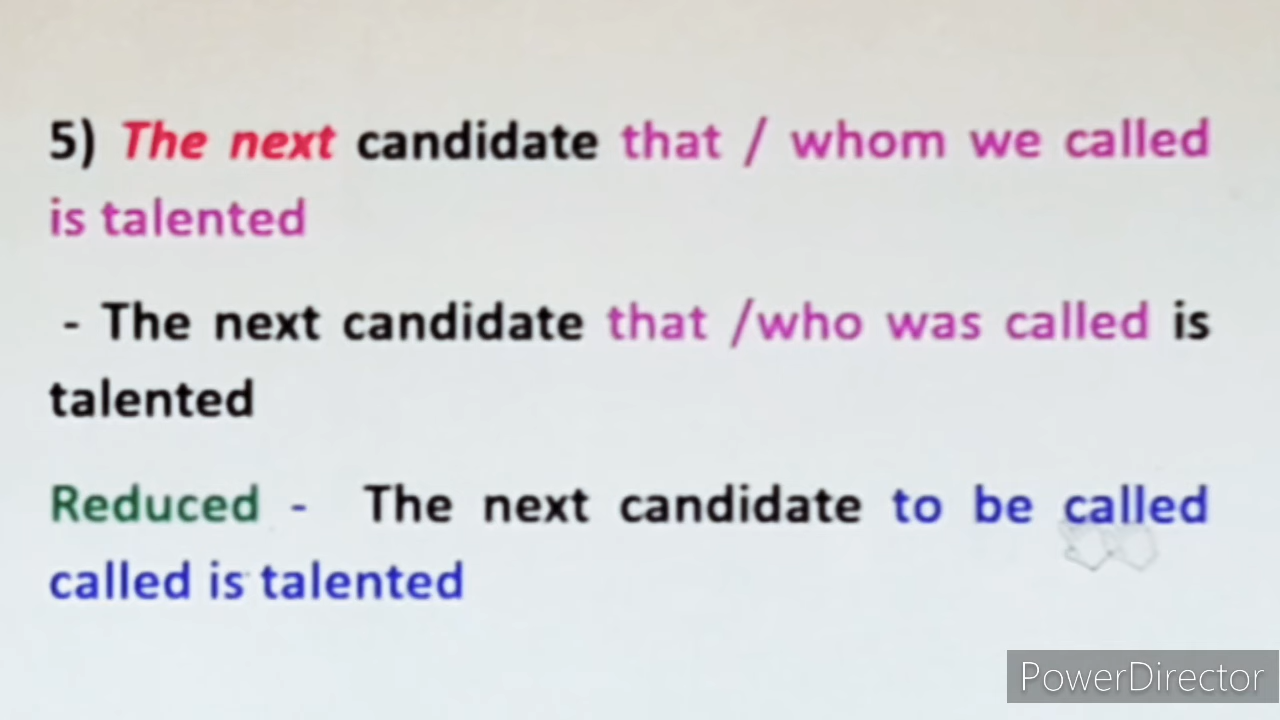 5) The next candidate that / whom we called
is talented
- The next candidate that /who was called is
talented
Reduced - The next candidate to be called
called is talented
PowerDirector